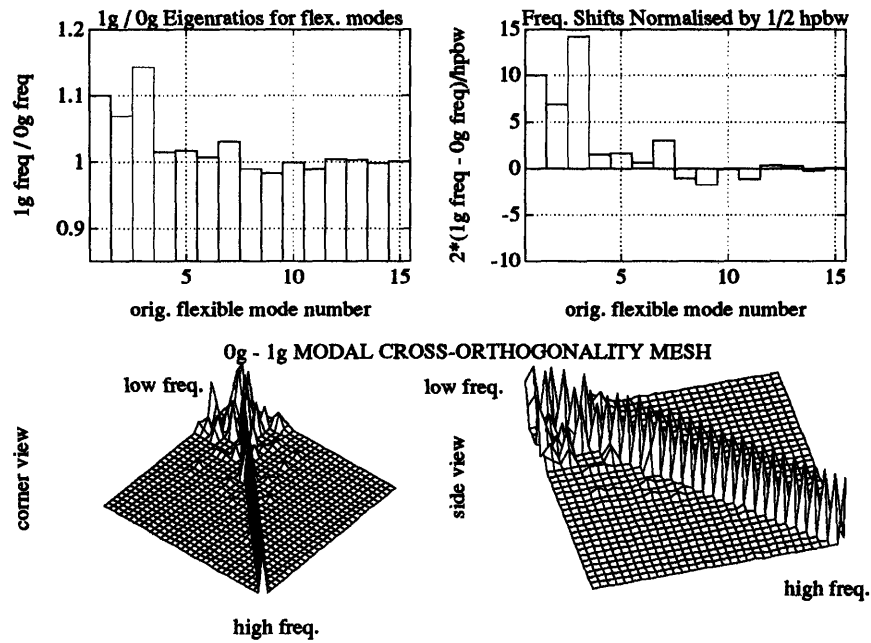 1g / 0g Eigenratios for flex. modes
1.2
1.1
1
0.9
1g freq / 0g freq
5
10
15
orig. flexible mode number
Freq. Shifts Normalised by 1/2 hpbw
15
10
5
0
-5
-10
2*(1g freq - 0g freq)/hpbw
5
10
15
orig. flexible mode number
0g - 1g MODAL CROSS-ORTHOGONALITY MESH
low freq.
corner view
high freq.
low freq.
side view
high freq.